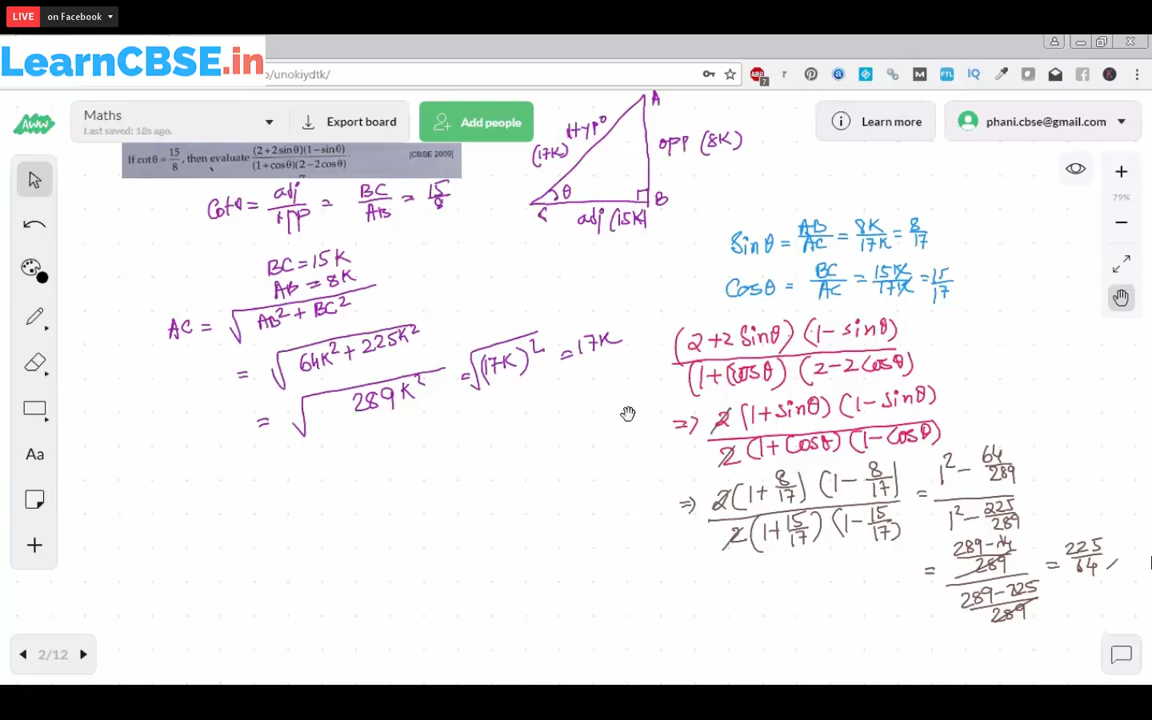 LIVE on Facebook
LearnCBSE.in
o/unokiydtk/
Maths
Last saved: 12s ago.
Export board
Add people
Learn more
phani.cbse@gmail.com
If cotθ = 15/8, then evaluate (2+2sinθ)(1−sinθ)/(1+cosθ)(2−2cosθ) [CBSE 2009]
Cotθ = adj/opp = BC/AB = 15/8
A
Hyp
(17K)
opp (8K)
θ
C
B
adj (15K)
BC = 15K
AB = 8K
AC = √(AB² + BC²)
= √(64K² + 225K²)
= √(289K²) = √(17K)² = 17K
Sinθ = AB/AC = 8K/17K = 8/17
Cosθ = BC/AC = 15K/17K = 15/17
(2+2Sinθ)(1−sinθ)/(1+cosθ)(2−2cosθ)
=> 2(1+sinθ)(1−sinθ)/2(1+cosθ)(1−cosθ)
=> 2(1+8/17)(1−8/17)/2(1+15/17)(1−15/17) = (1²−64/289)/(1²−225/289)
= (289−64/289)/(289−225/289) = 225/64
79%
Aa
2/12